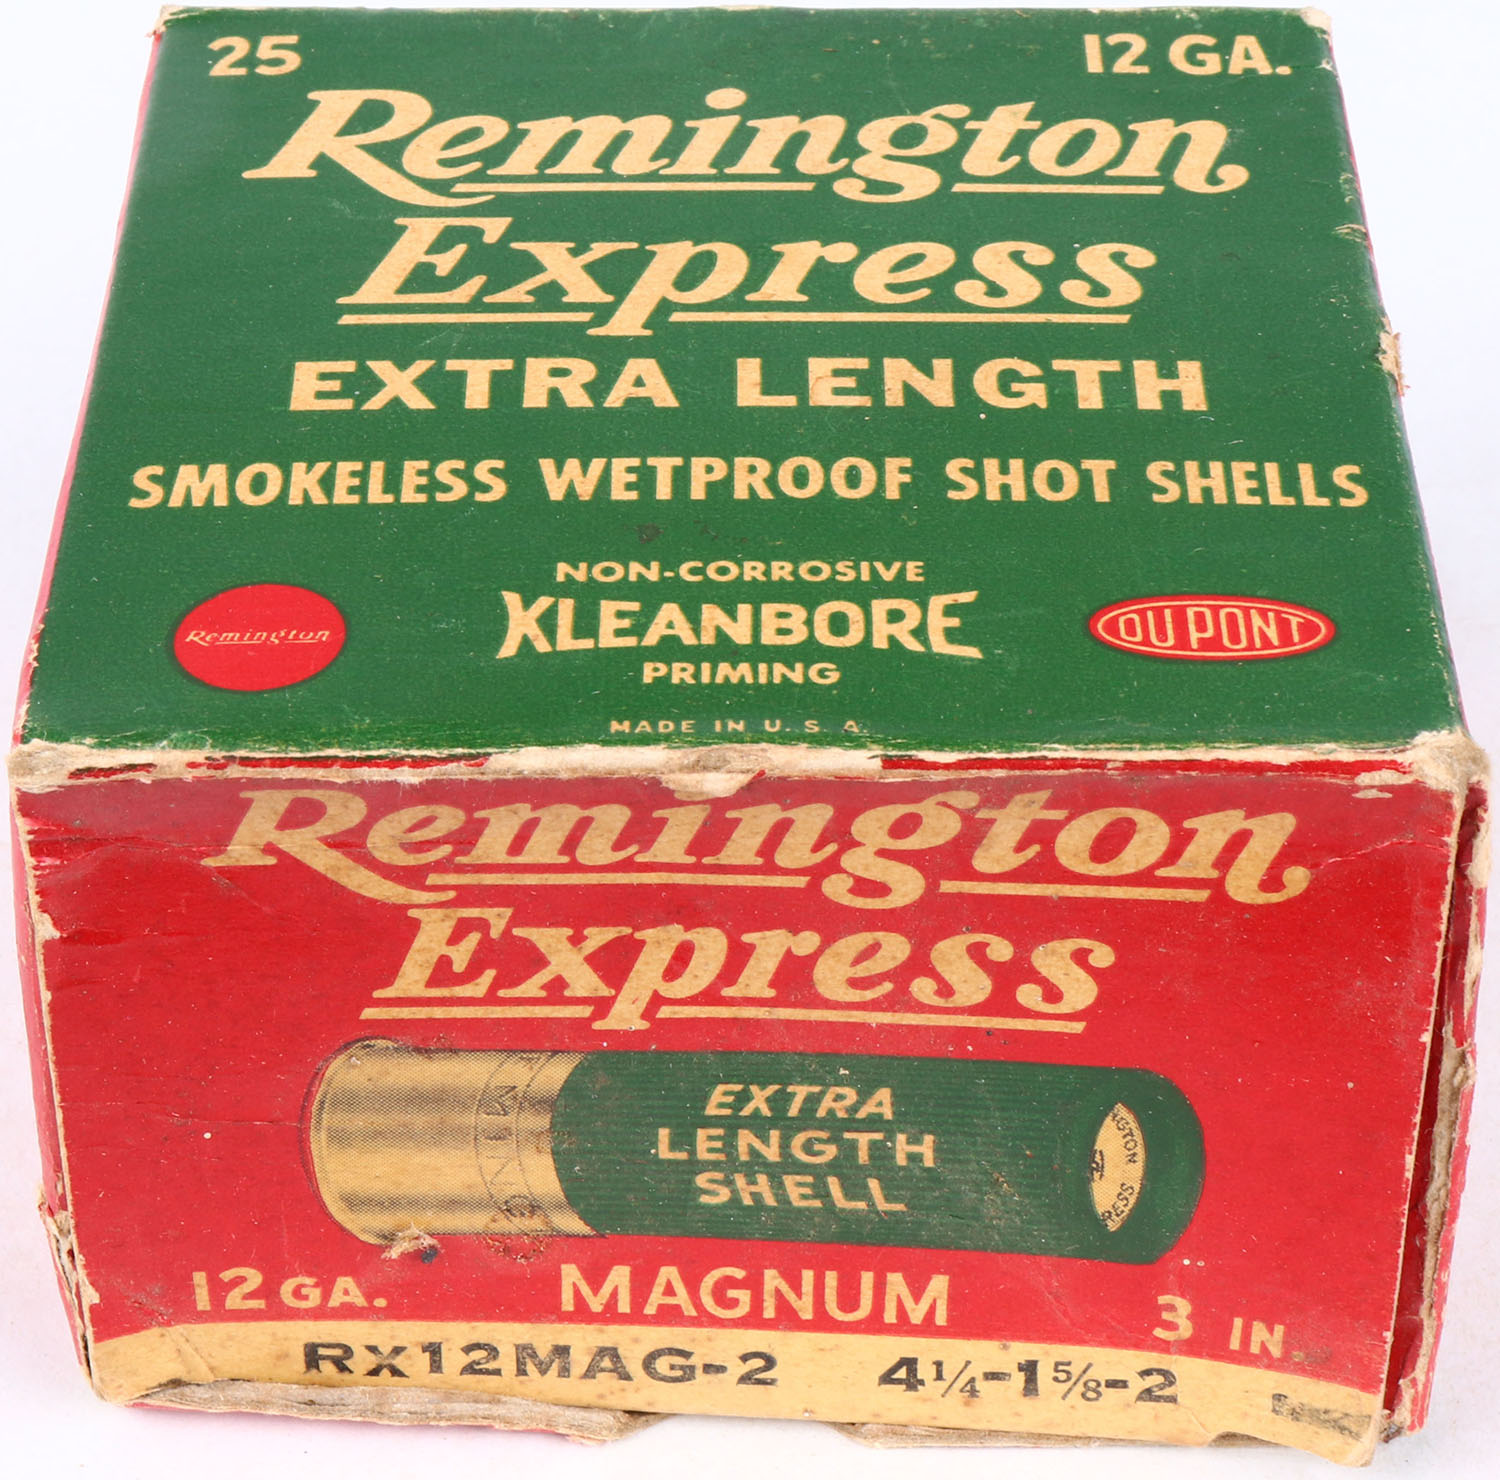 25 12 GA.
Remington
Express
EXTRA LENGTH
SMOKELESS WETPROOF SHOT SHELLS
NON-CORROSIVE
KLEANBORE
PRIMING
Remington
DU PONT
MADE IN U.S.A.
Remington
Express
EXTRA
LENGTH
SHELL
12 GA. MAGNUM 3 IN.
RX12MAG-2 4¼-1⅝-2